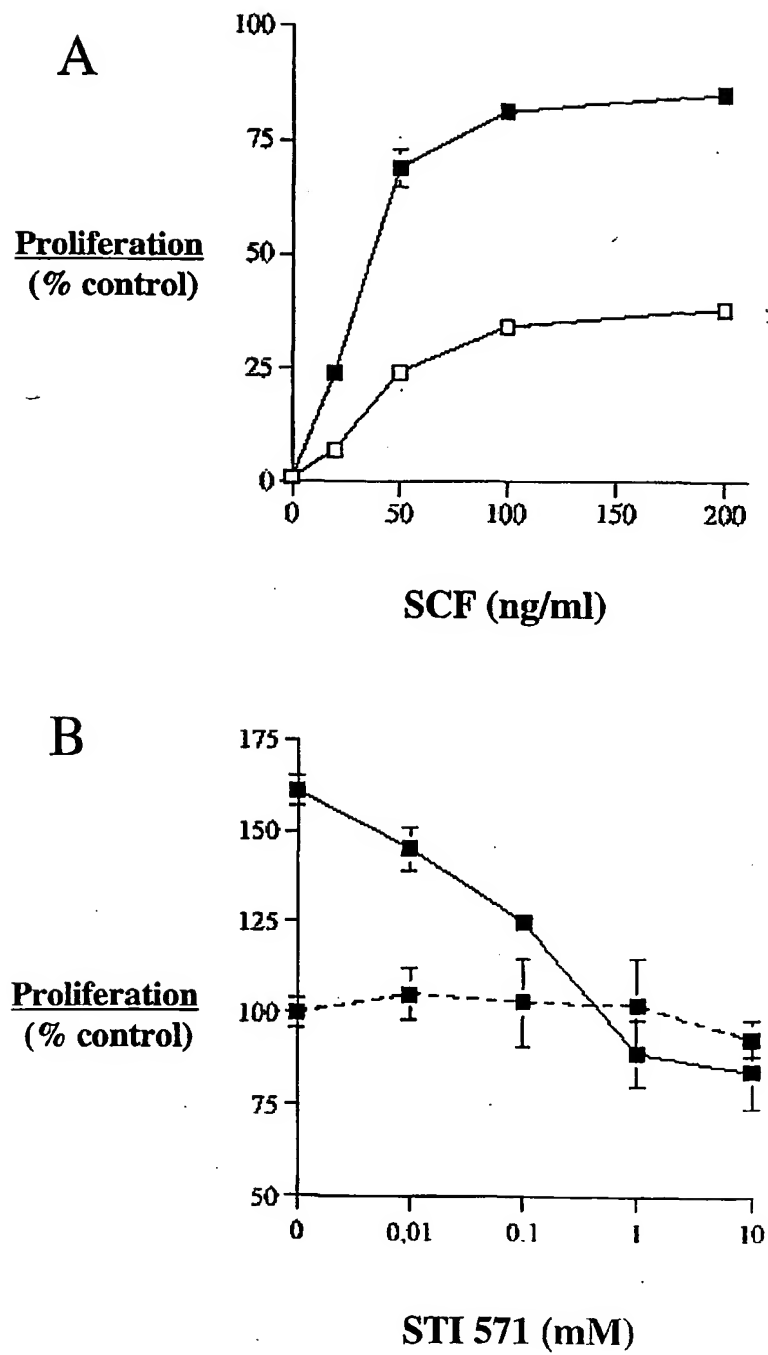 A
100
75
50
25
0
Proliferation
(% control)
0 50 100 150 200
SCF (ng/ml)
B
175
150
125
100
75
50
Proliferation
(% control)
0 0,01 0.1 1 10
STI 571 (mM)